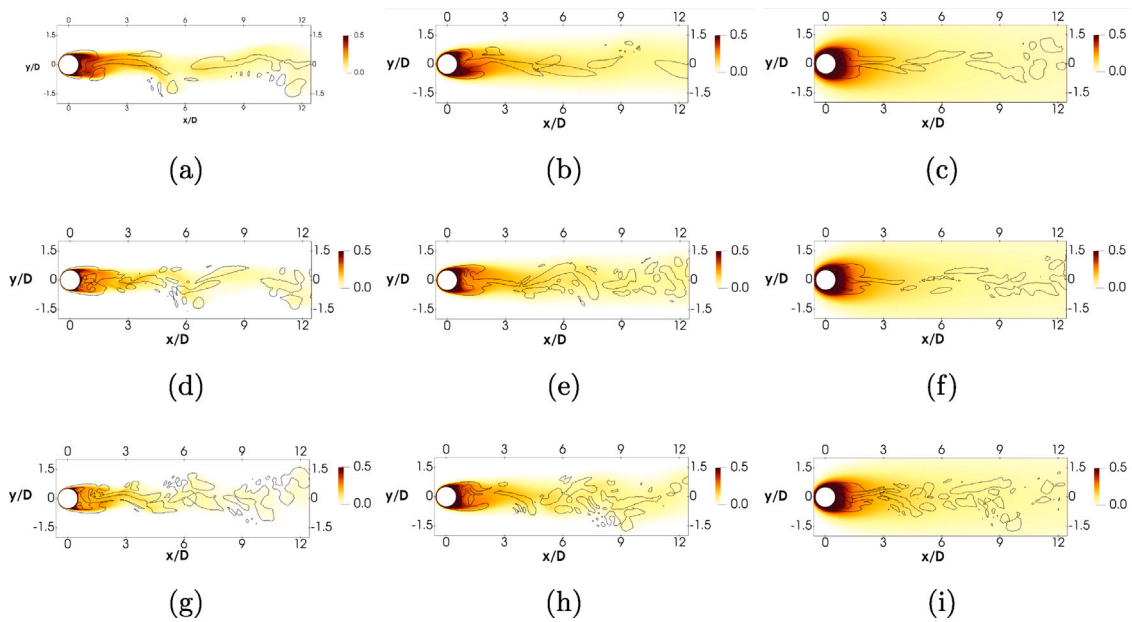 0 3 6 9 12 0 3 6 9 12 0 3 6 9 12
1.5 0.5 1.5 1.5 0.5 1.5 1.5 0.5
y/D 0 0 0.0 y/D 0 0 0.0 y/D 0 0 0.0
-1.5 1.5 -1.5 -1.5 -1.5 -1.5
0 3 6 9 12 0 3 6 9 12 0 3 6 9 12
x/D x/D x/D
(a) (b) (c)
0 3 6 9 12 0 3 6 9 12 0 3 6 9 12
1.5 1.5 0.5 1.5 1.5 0.5 1.5 1.5 0.5
y/D 0 0 0.0 y/D 0 0 0.0 y/D 0 0 0.0
-1.5 -1.5 -1.5 -1.5 -1.5 -1.5
0 3 6 9 12 0 3 6 9 12 0 3 6 9 12
x/D x/D x/D
(d) (e) (f)
0 3 6 9 12 0 3 6 9 12 0 3 6 9 12
1.5 0.5 1.5 0.5 1.5 0.5
y/D 0 0 0.0 y/D 0 0 0.0 y/D 0 0 0.0
-1.5 -1.5 -1.5 -1.5 -1.5 -1.5
0 3 6 9 12 0 3 6 9 12 0 3 6 9 12
x/D x/D x/D
(g) (h) (i)